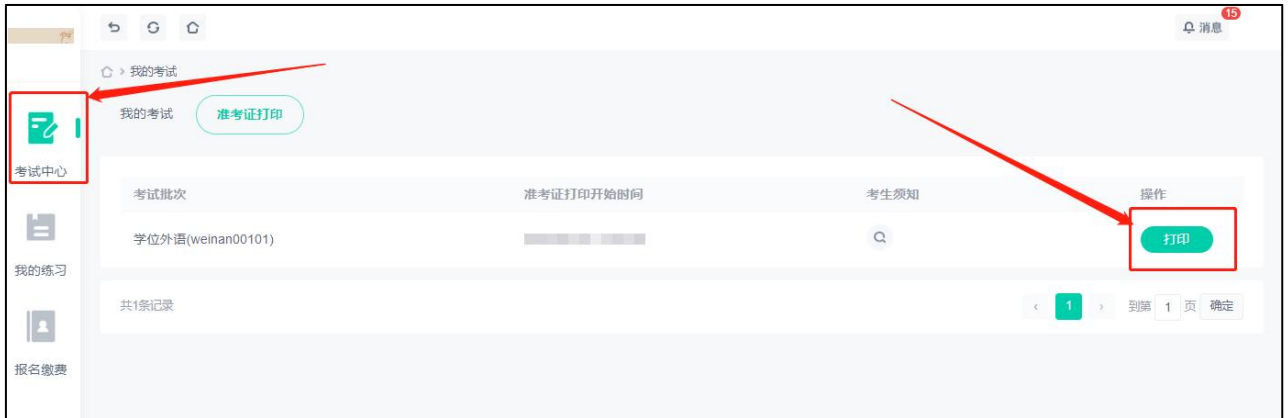 15
消息
> 我的考试
我的考试 准考证打印
考试中心
考试批次 准考证打印开始时间 考生须知 操作
学位外语(weinan00101) 打印
我的练习
共1条记录 ‹ 1 › 到第 1 页 确定
报名缴费